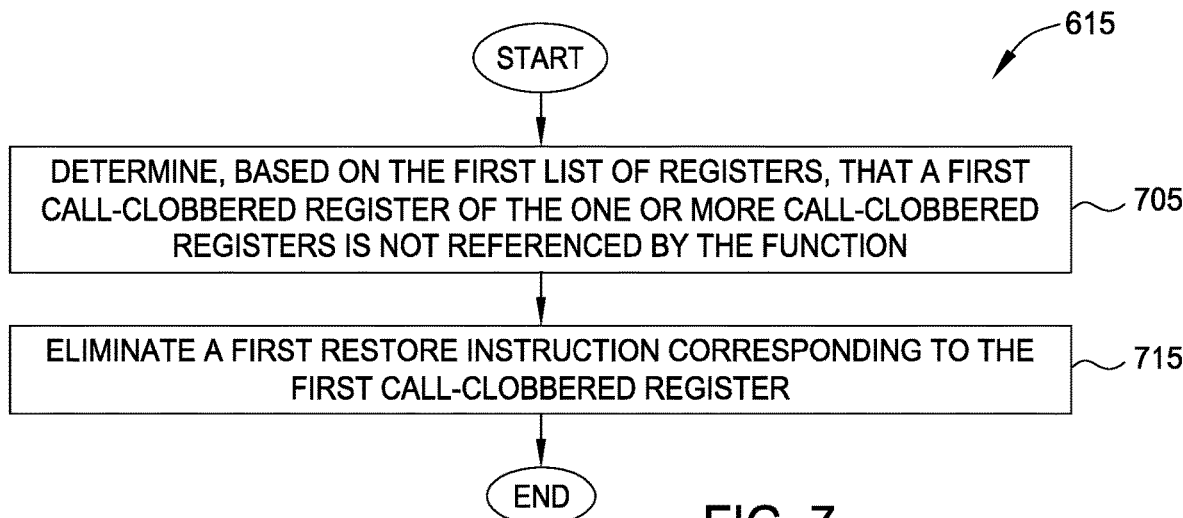 615
START
DETERMINE, BASED ON THE FIRST LIST OF REGISTERS, THAT A FIRST
CALL-CLOBBERED REGISTER OF THE ONE OR MORE CALL-CLOBBERED
REGISTERS IS NOT REFERENCED BY THE FUNCTION
705
ELIMINATE A FIRST RESTORE INSTRUCTION CORRESPONDING TO THE
FIRST CALL-CLOBBERED REGISTER
715
END
FIG. 7